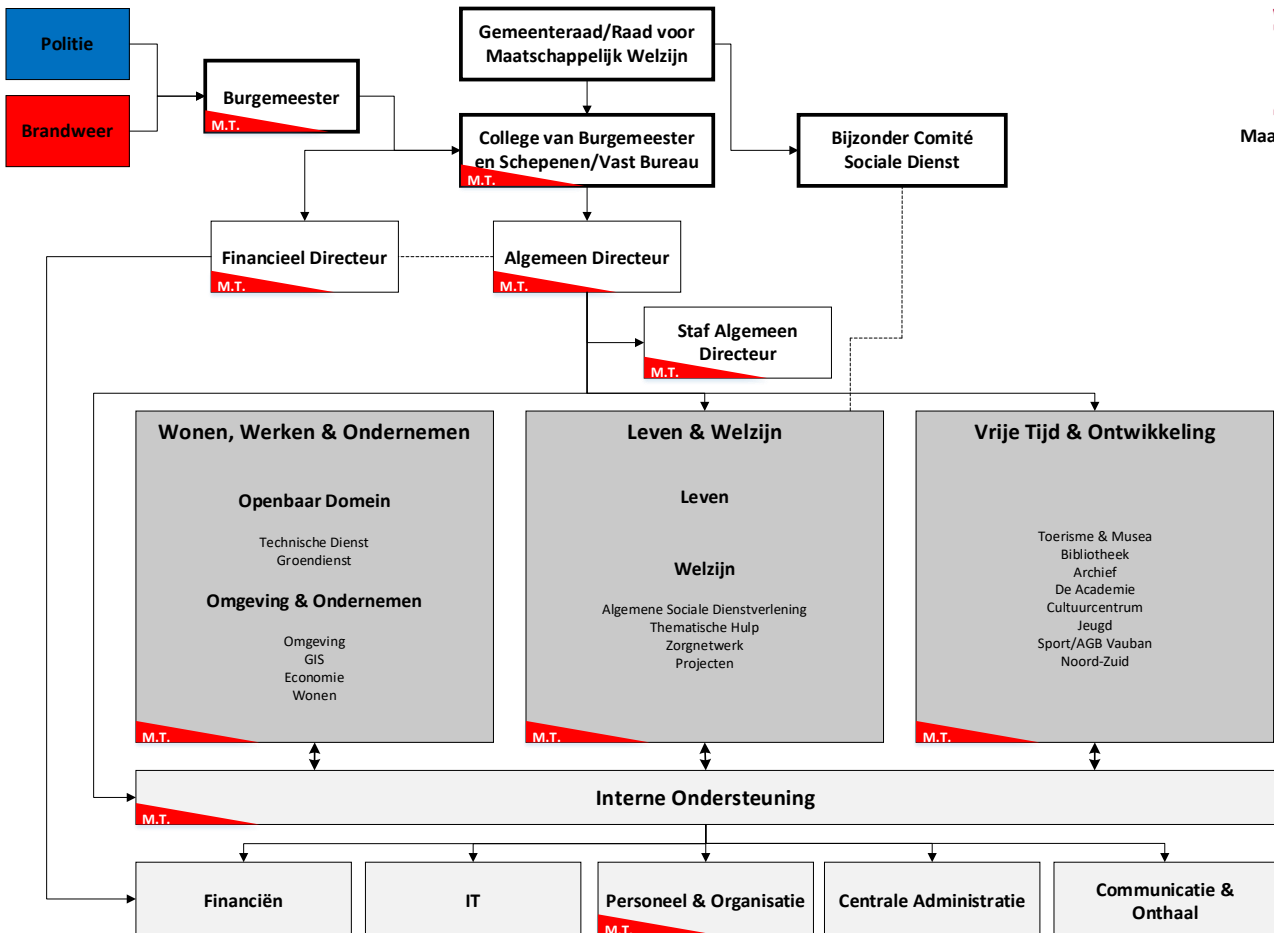 Politie
Brandweer
Burgemeester
M.T.
Gemeenteraad/Raad voor
Maatschappelijk Welzijn
College van Burgemeester
en Schepenen/Vast Bureau
M.T.
Bijzonder Comité
Sociale Dienst
Maa
Financieel Directeur
M.T.
Algemeen Directeur
M.T.
Staf Algemeen
Directeur
M.T.
Wonen, Werken & Ondernemen
Openbaar Domein
Technische Dienst
Groendienst
Omgeving & Ondernemen
Omgeving
GIS
Economie
Wonen
M.T.
Leven & Welzijn
Leven
Welzijn
Algemene Sociale Dienstverlening
Thematische Hulp
Zorgnetwerk
Projecten
M.T.
Vrije Tijd & Ontwikkeling
Toerisme & Musea
Bibliotheek
Archief
De Academie
Cultuurcentrum
Jeugd
Sport/AGB Vauban
Noord-Zuid
M.T.
Interne Ondersteuning
M.T.
Financiën
IT
Personeel & Organisatie
M.T.
Centrale Administratie
Communicatie &
Onthaal